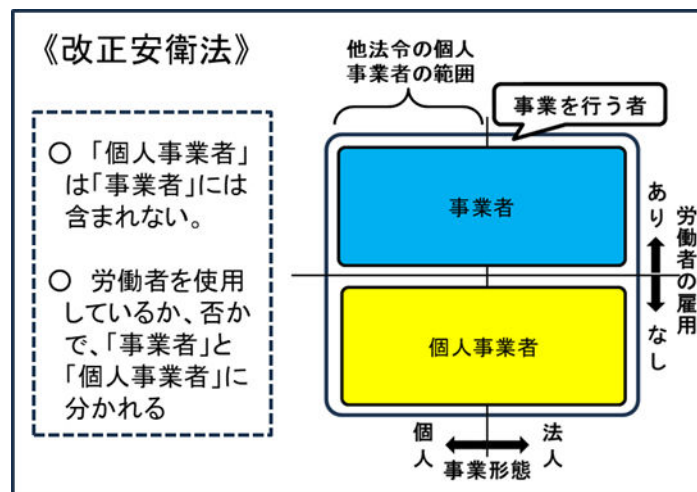 《改正安衛法》
○ 「個人事業者」
は「事業者」には
含まれない。
○ 労働者を使用
しているか、否か
で、「事業者」と
「個人事業者」に
分かれる
他法令の個人
事業者の範囲
事業を行う者
事業者
個人事業者
あり
なし
労働者の雇用
個人
法人
事業形態